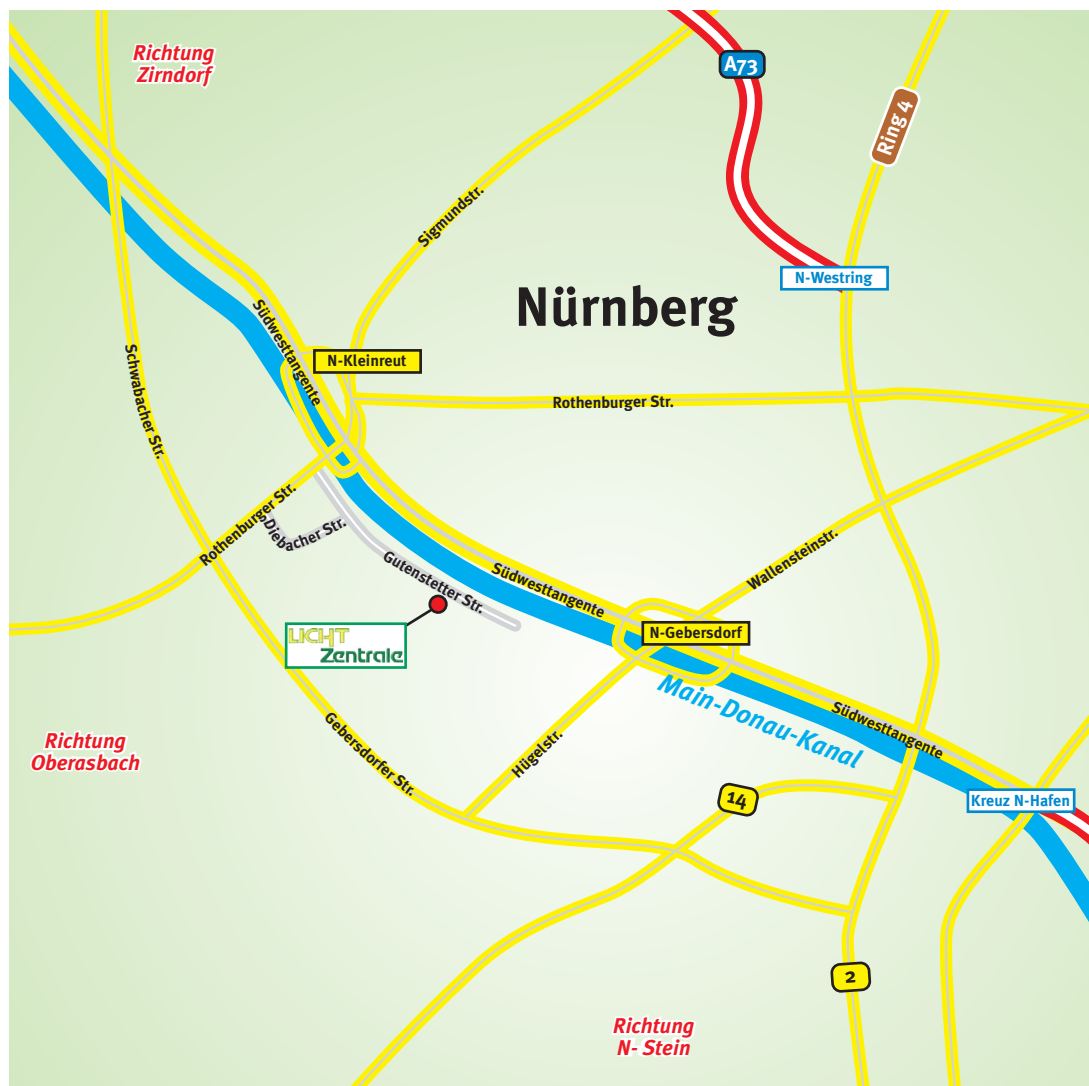 Richtung
Zirndorf
A73
Ring 4
Sigmundstr.
N-Westring
Nürnberg
Südwesttangente
N-Kleinreut
Schwabacher Str.
Rothenburger Str.
Rothenburger Str.
Diebacher Str.
Gutenstetter Str.
Südwesttangente
Wallensteinstr.
LICHT
Zentrale
N-Gebersdorf
Main-Donau-Kanal
Südwesttangente
Richtung
Oberasbach
Gebersdorfer Str.
Hügelstr.
14
Kreuz N-Hafen
2
Richtung
N- Stein